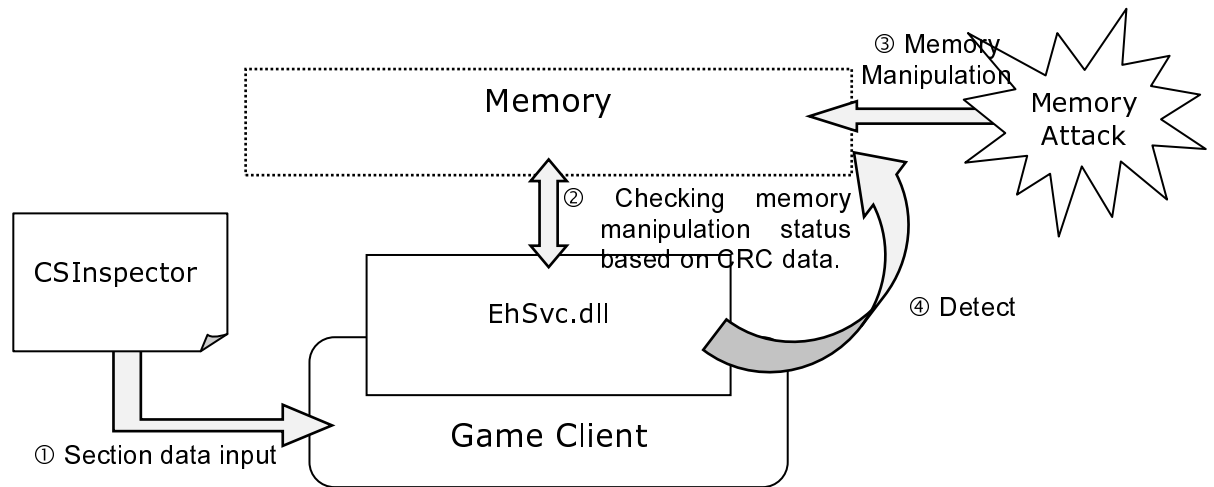 ③ Memory
Manipulation
Memory
Memory
Attack
② Checking memory
manipulation status
based on CRC data.
CSInspector
EhSvc.dll
④ Detect
Game Client
① Section data input